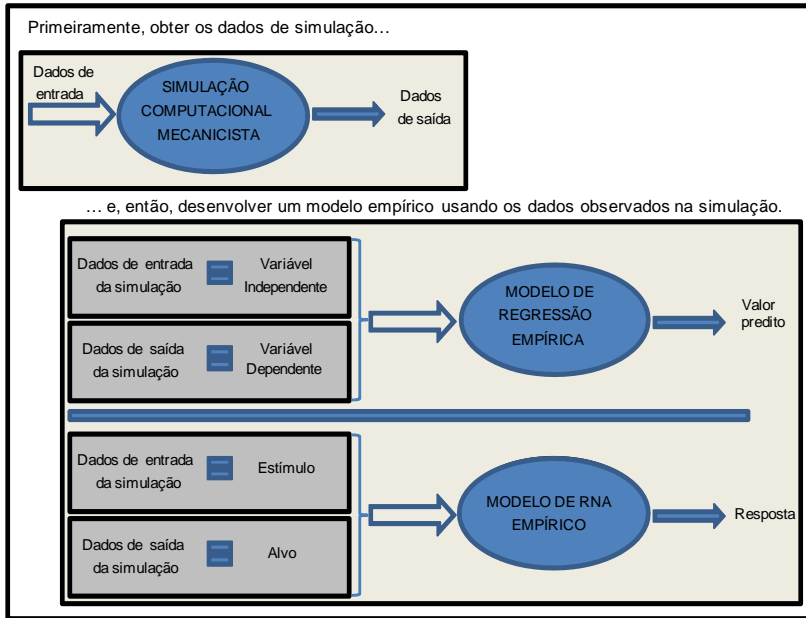 Primeiramente, obter os dados de simulação…
Dados de
entrada
SIMULAÇÃO
COMPUTACIONAL
MECANICISTA
Dados
de saída
… e, então, desenvolver um modelo empírico usando os dados observados na simulação.
Dados de entrada
da simulação
Variável
Independente
Dados de saída
da simulação
Variável
Dependente
MODELO DE
REGRESSÃO
EMPÍRICA
Valor
predito
Dados de entrada
da simulação
Estímulo
Dados de saída
da simulação
Alvo
MODELO DE RNA
EMPÍRICO
Resposta